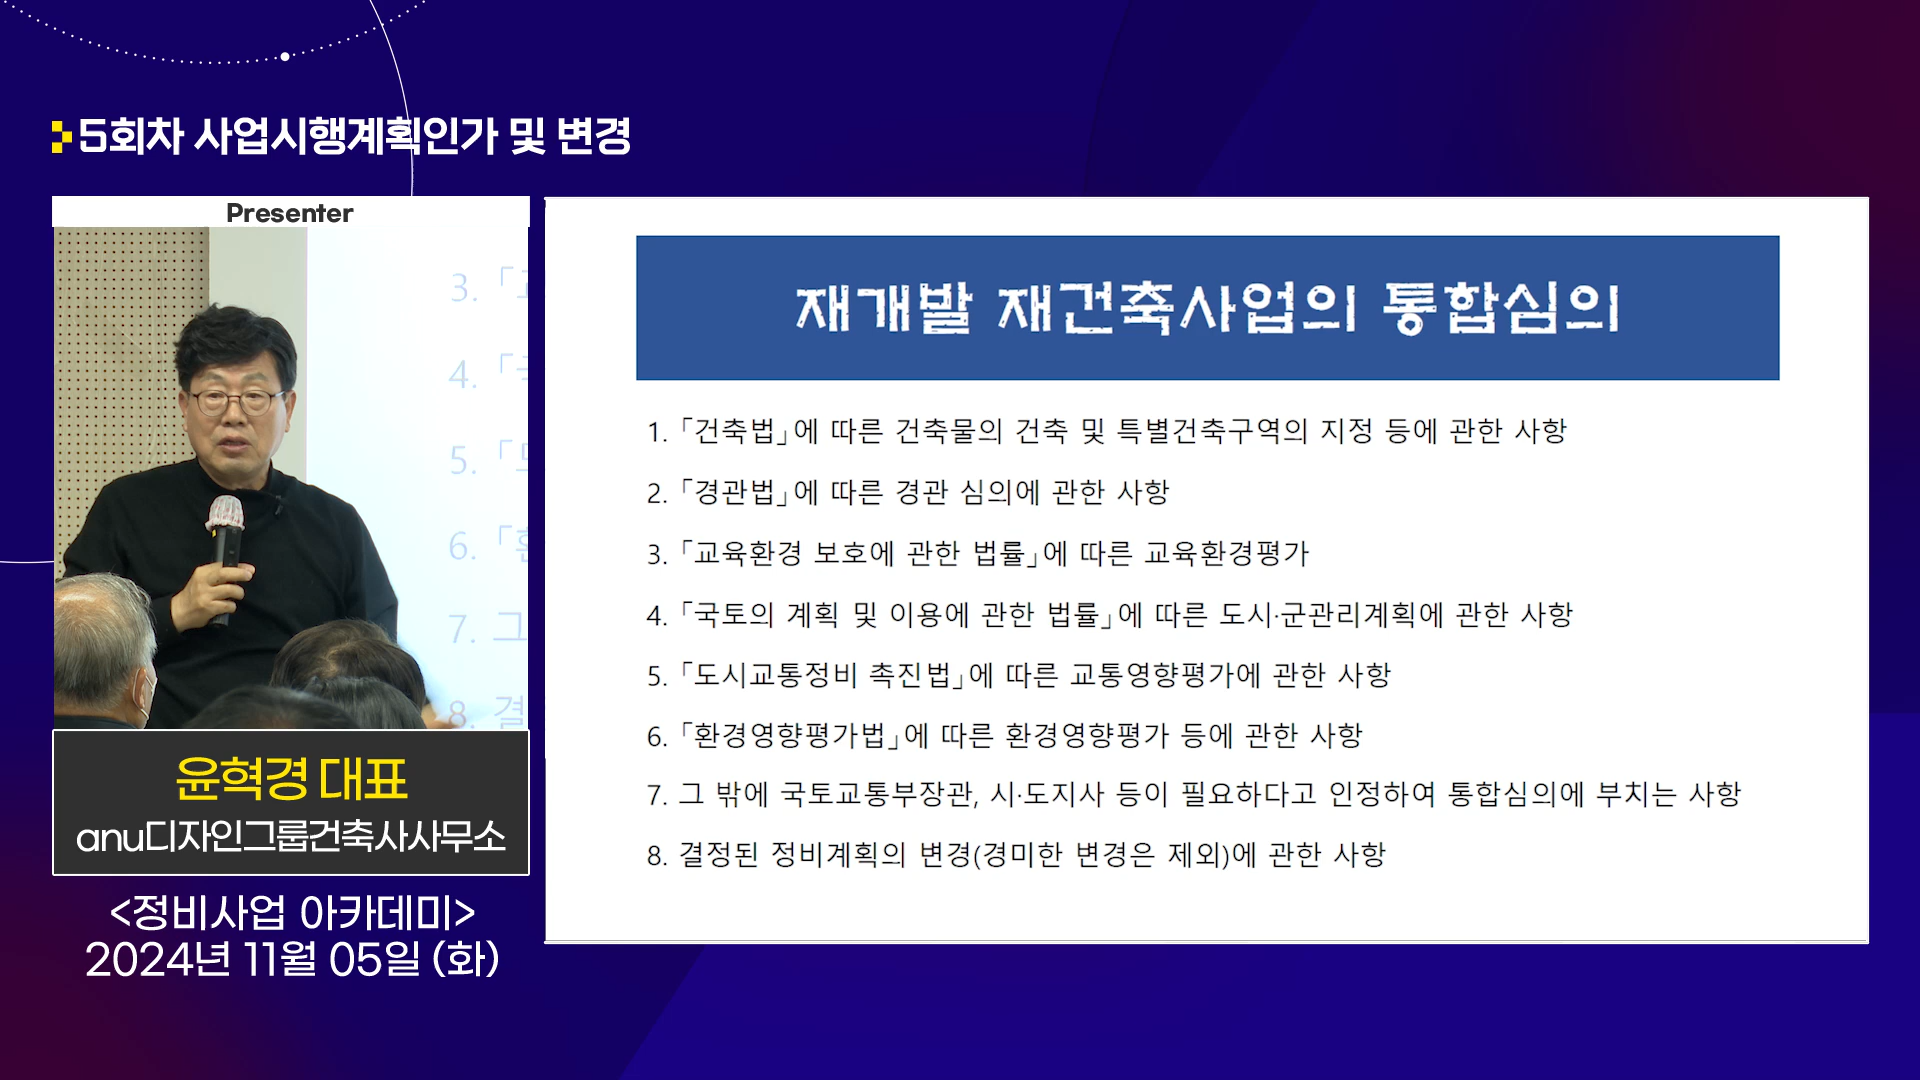 5회차 사업시행계획인가 및 변경
Presenter
3. 「
4. 「
5. 「
6. 「
7. 그
8. 결
윤혁경 대표
anu디자인그룹건축사사무소
<정비사업 아카데미>
2024년 11월 05일 (화)
재개발 재건축사업의 통합심의
1. 「건축법」에 따른 건축물의 건축 및 특별건축구역의 지정 등에 관한 사항
2. 「경관법」에 따른 경관 심의에 관한 사항
3. 「교육환경 보호에 관한 법률」에 따른 교육환경평가
4. 「국토의 계획 및 이용에 관한 법률」에 따른 도시·군관리계획에 관한 사항
5. 「도시교통정비 촉진법」에 따른 교통영향평가에 관한 사항
6. 「환경영향평가법」에 따른 환경영향평가 등에 관한 사항
7. 그 밖에 국토교통부장관, 시·도지사 등이 필요하다고 인정하여 통합심의에 부치는 사항
8. 결정된 정비계획의 변경(경미한 변경은 제외)에 관한 사항